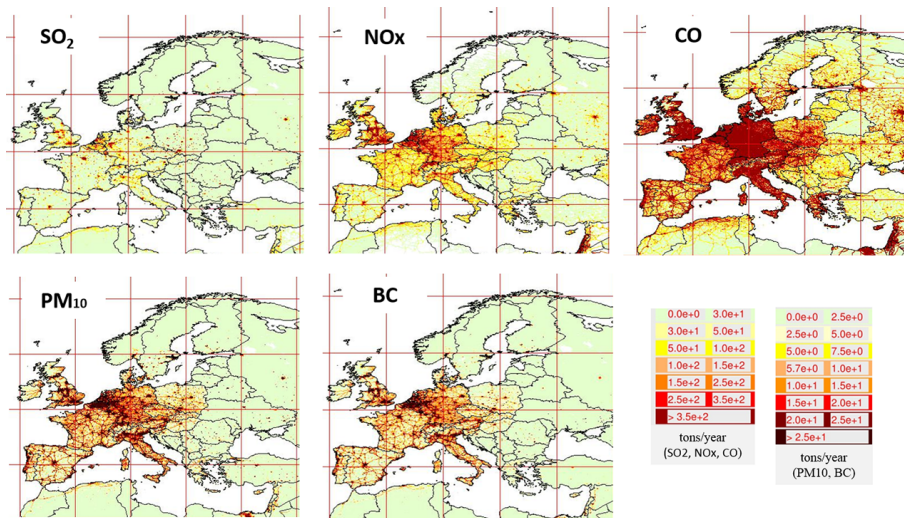 SO₂
NOx
CO
PM₁₀
BC
0.0e+0 3.0e+1
3.0e+1 5.0e+1
5.0e+1 1.0e+2
1.0e+2 1.5e+2
1.5e+2 2.5e+2
2.5e+2 3.5e+2
> 3.5e+2
tons/year
(SO2, NOx, CO)
0.0e+0 2.5e+0
2.5e+0 5.0e+0
5.0e+0 7.5e+0
5.7e+0 1.0e+1
1.0e+1 1.5e+1
1.5e+1 2.0e+1
2.0e+1 2.5e+1
> 2.5e+1
tons/year
(PM10, BC)